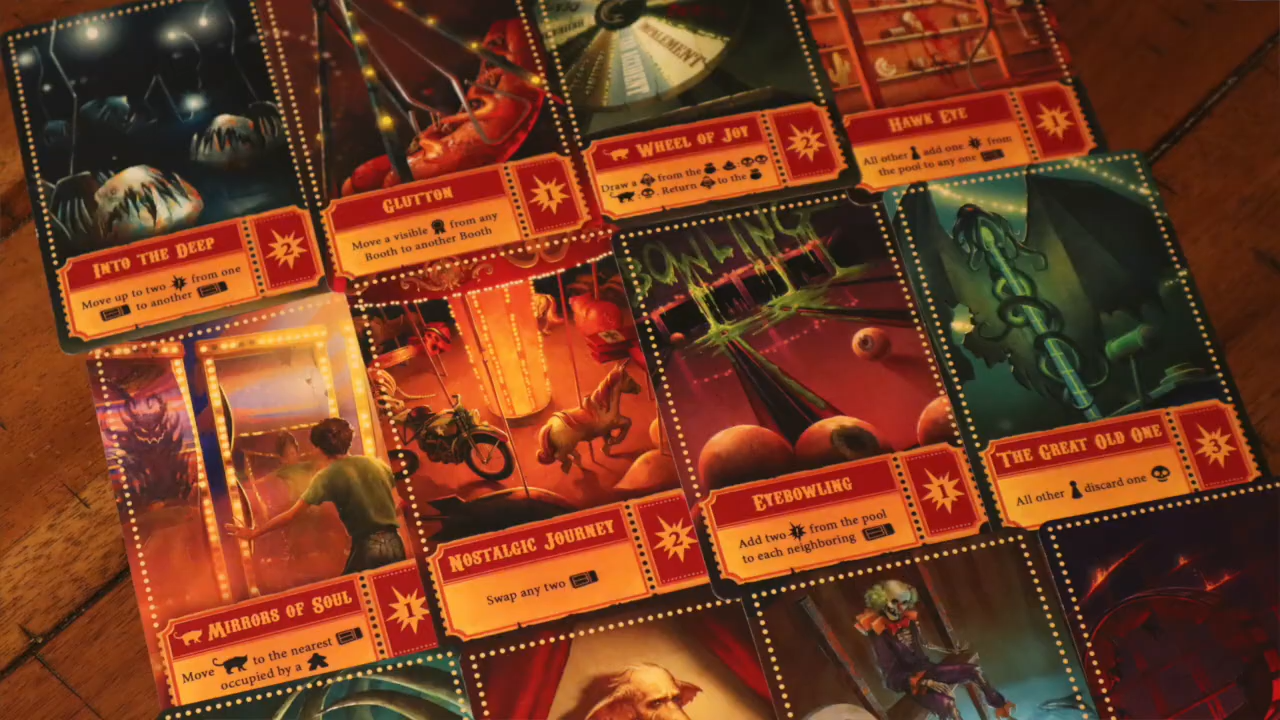 INTO THE DEEP
2
Move up to two from one
to another
GLUTTON
1
Move a visible from any
Booth to another Booth
WHEEL OF JOY
2
Draw a from the
Return to the
HAWK EYE
1
All other add one from
the pool to any one
MIRRORS OF SOUL
1
Move to the nearest
occupied by a
NOSTALGIC JOURNEY
2
Swap any two
BOWLING
EYEBOWLING
1
Add two from the pool
to each neighboring
THE GREAT OLD ONE
3
All other discard one